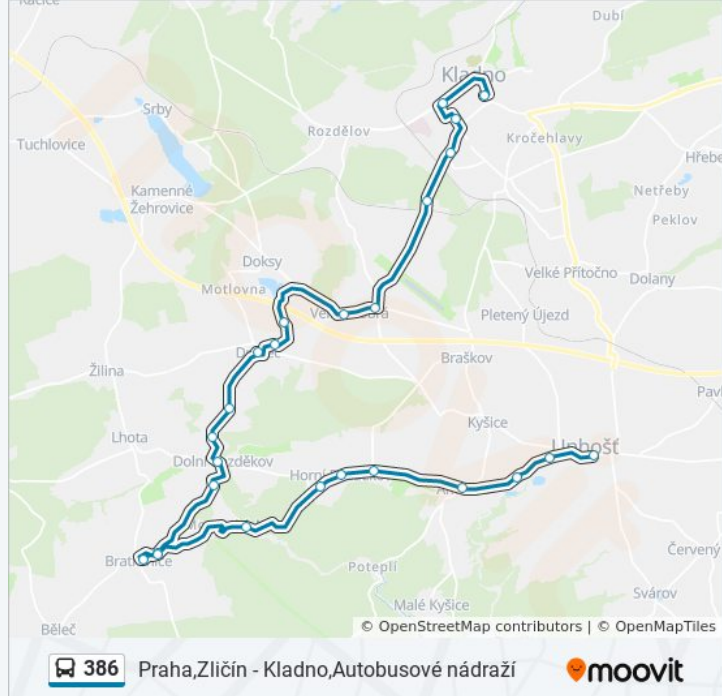 Kačice
Dubí
Kladno
Srby
Rozdělov
Kročehlavy
Tuchlovice
Kamenné
Žehrovice
Netřeby
Peklov
Doksy
Velké Přítočno
Dolany
Motlovna
Pletený Újezd
Braškov
Žilina
Kyšice
Lhota
Unhošť
Horní
Červený
Poteplí
Malé Kyšice
Svárov
Běleč
© OpenStreetMap contributors | © OpenMapTiles
386 Praha,Zličín - Kladno,Autobusové nádraží
moovit